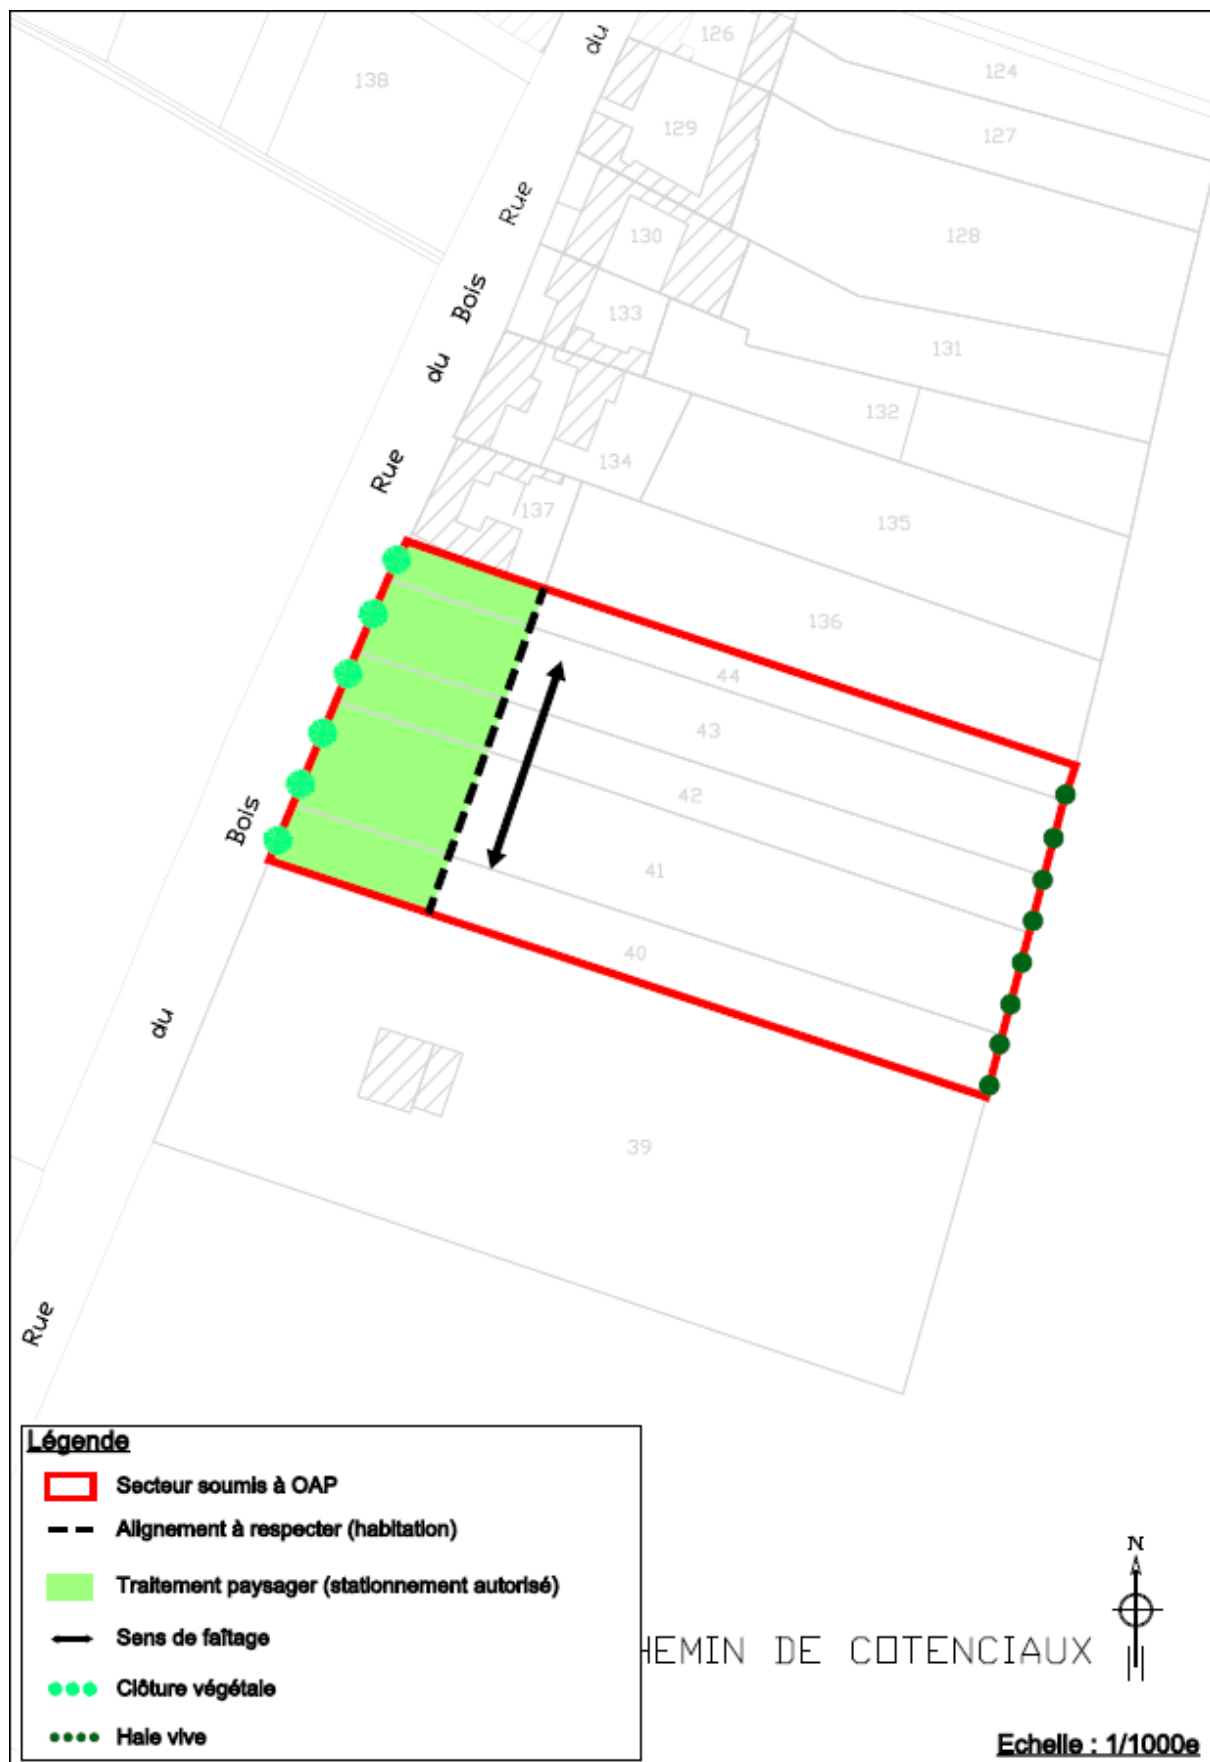 du
126
124
138
127
129
Rue
128
130
Bois
133
131
du
132
134
Rue
137
135
136
44
43
42
Bois
41
40
du
39
Rue
Légende
Secteur soumis à OAP
Alignement à respecter (habitation)
Traitement paysager (stationnement autorisé)
Sens de faîtage
Clôture végétale
Haie vive
N
HEMIN DE COTENCIAUX
Echelle : 1/1000e